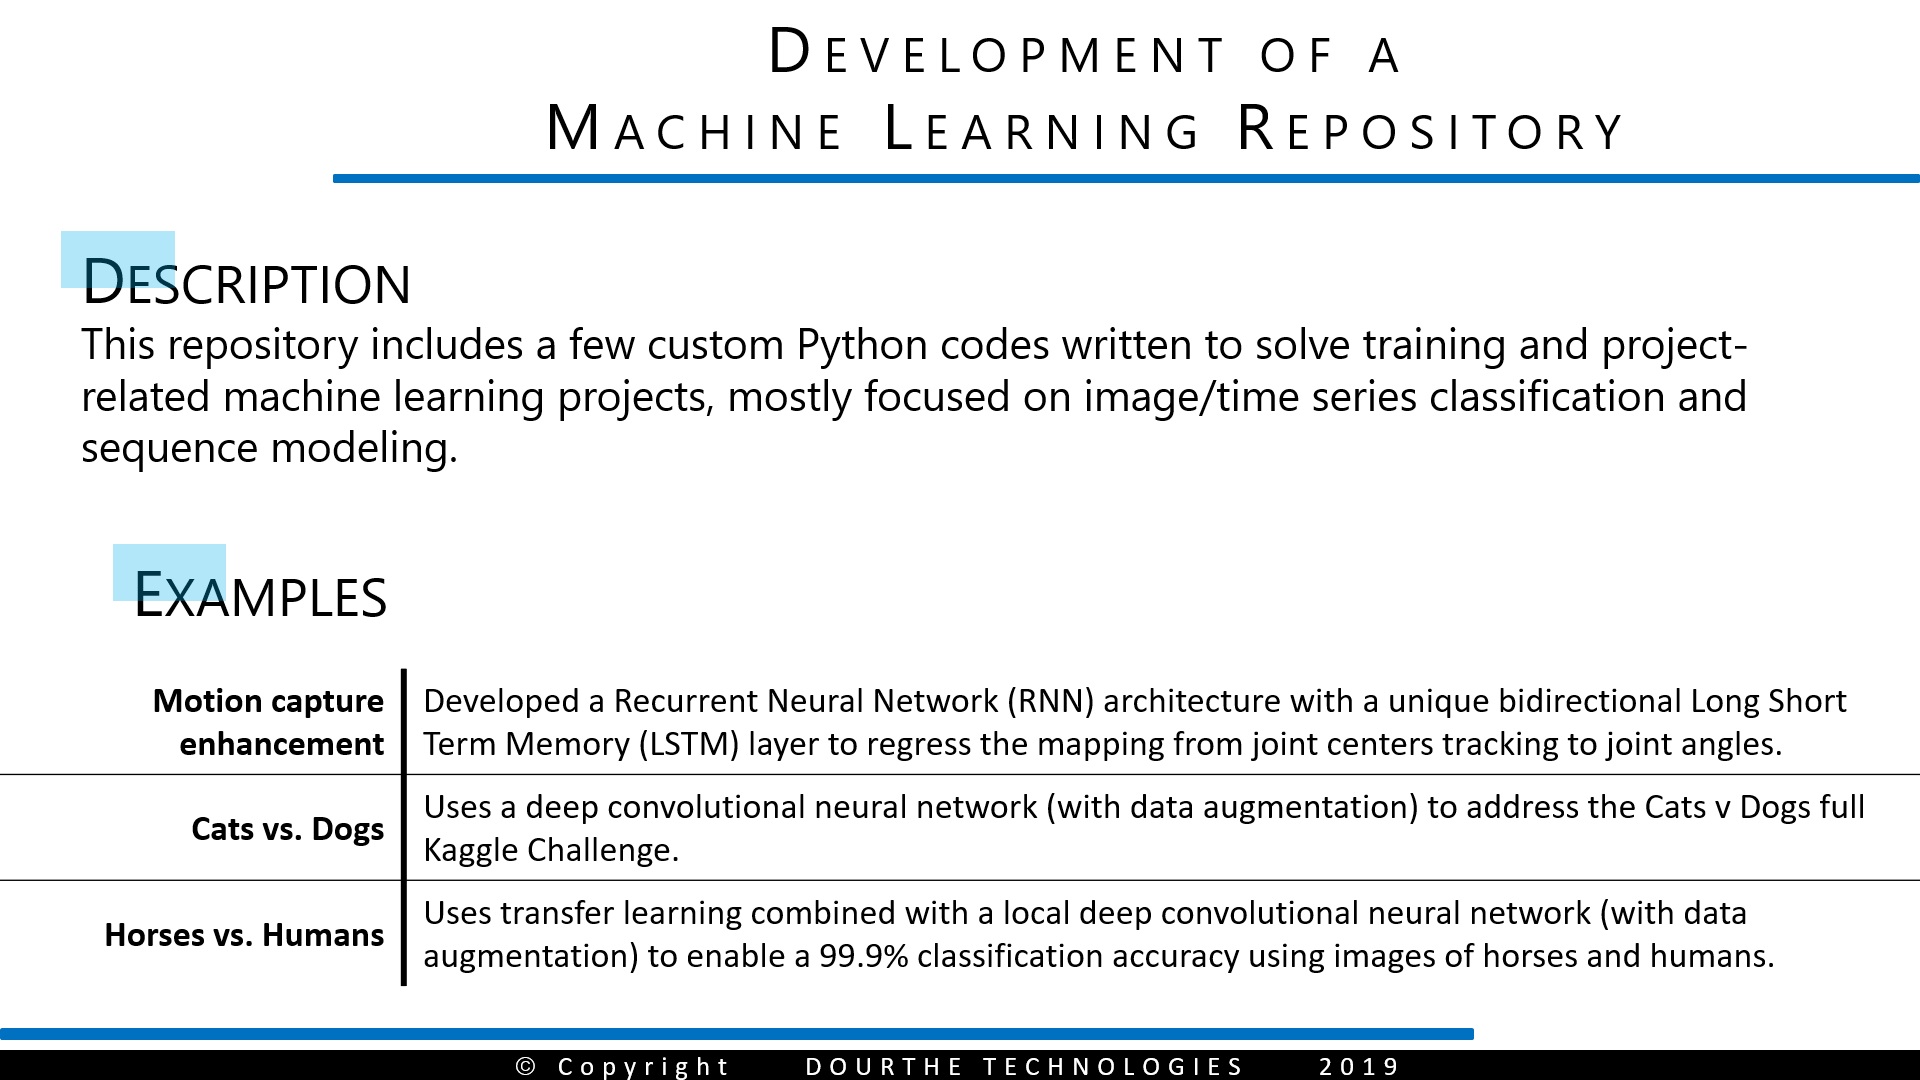 DEVELOPMENT OF A
MACHINE LEARNING REPOSITORY
DESCRIPTION
This repository includes a few custom Python codes written to solve training and project-
related machine learning projects, mostly focused on image/time series classification and
sequence modeling.
EXAMPLES
Motion capture
enhancement
Developed a Recurrent Neural Network (RNN) architecture with a unique bidirectional Long Short
Term Memory (LSTM) layer to regress the mapping from joint centers tracking to joint angles.
Cats vs. Dogs
Uses a deep convolutional neural network (with data augmentation) to address the Cats v Dogs full
Kaggle Challenge.
Horses vs. Humans
Uses transfer learning combined with a local deep convolutional neural network (with data
augmentation) to enable a 99.9% classification accuracy using images of horses and humans.
© Copyright DOURTHE TECHNOLOGIES 2019